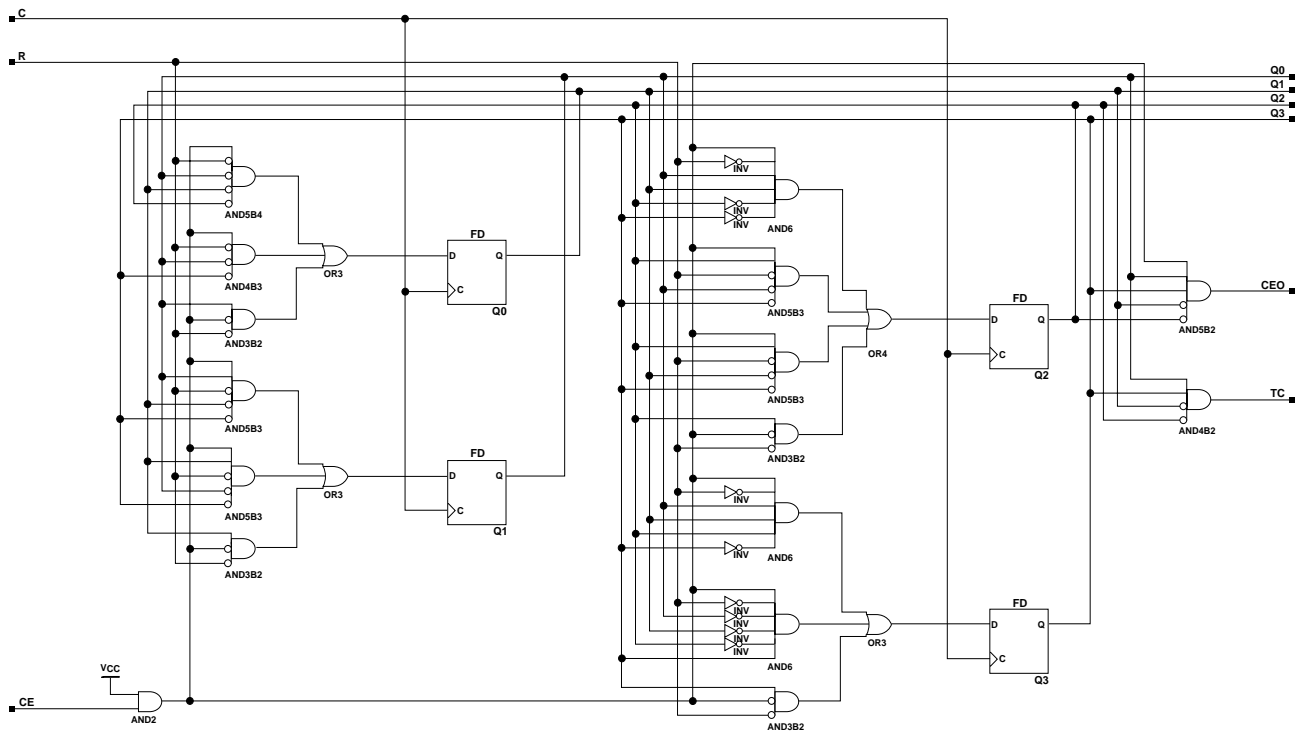 C
R
Q0
Q1
Q2
Q3
INV
INV
INV
AND5B4
AND6
FD
D
Q
C
Q0
AND4B3
OR3
AND5B3
CEO
AND5B2
FD
D
Q
C
Q2
AND3B2
OR4
AND5B3
TC
AND4B2
AND5B3
AND3B2
FD
D
Q
C
Q1
OR3
AND5B3
INV
INV
AND6
AND3B2
INV
INV
INV
INV
AND6
FD
D
Q
C
Q3
OR3
VCC
CE
AND2
AND3B2